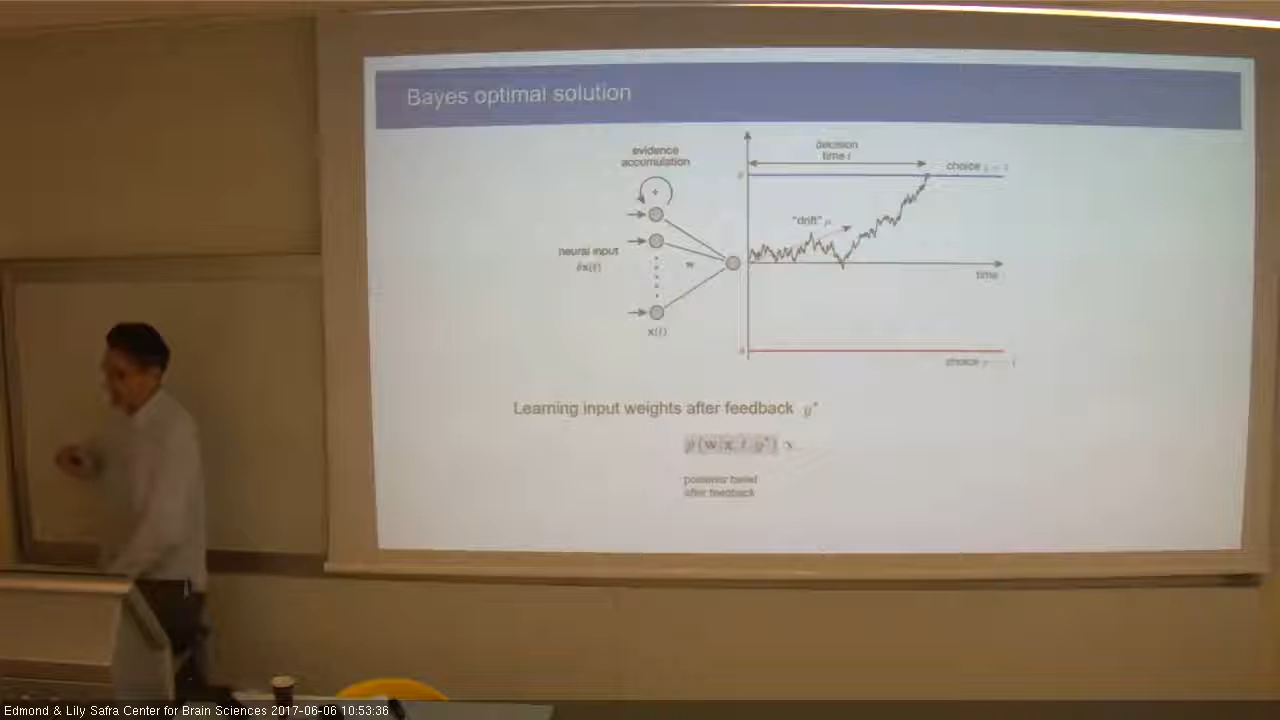 Bayes optimal solution
evidence
accumulation
+
decision
time t
choice
"drift" μ
neural input
δx(t)
w
time
x(t)
choice
Learning input weights after feedback y*
p(w|x, t, y*) ∝
posterior belief
after feedback
Edmond & Lily Safra Center for Brain Sciences 2017-06-06 10:53:36